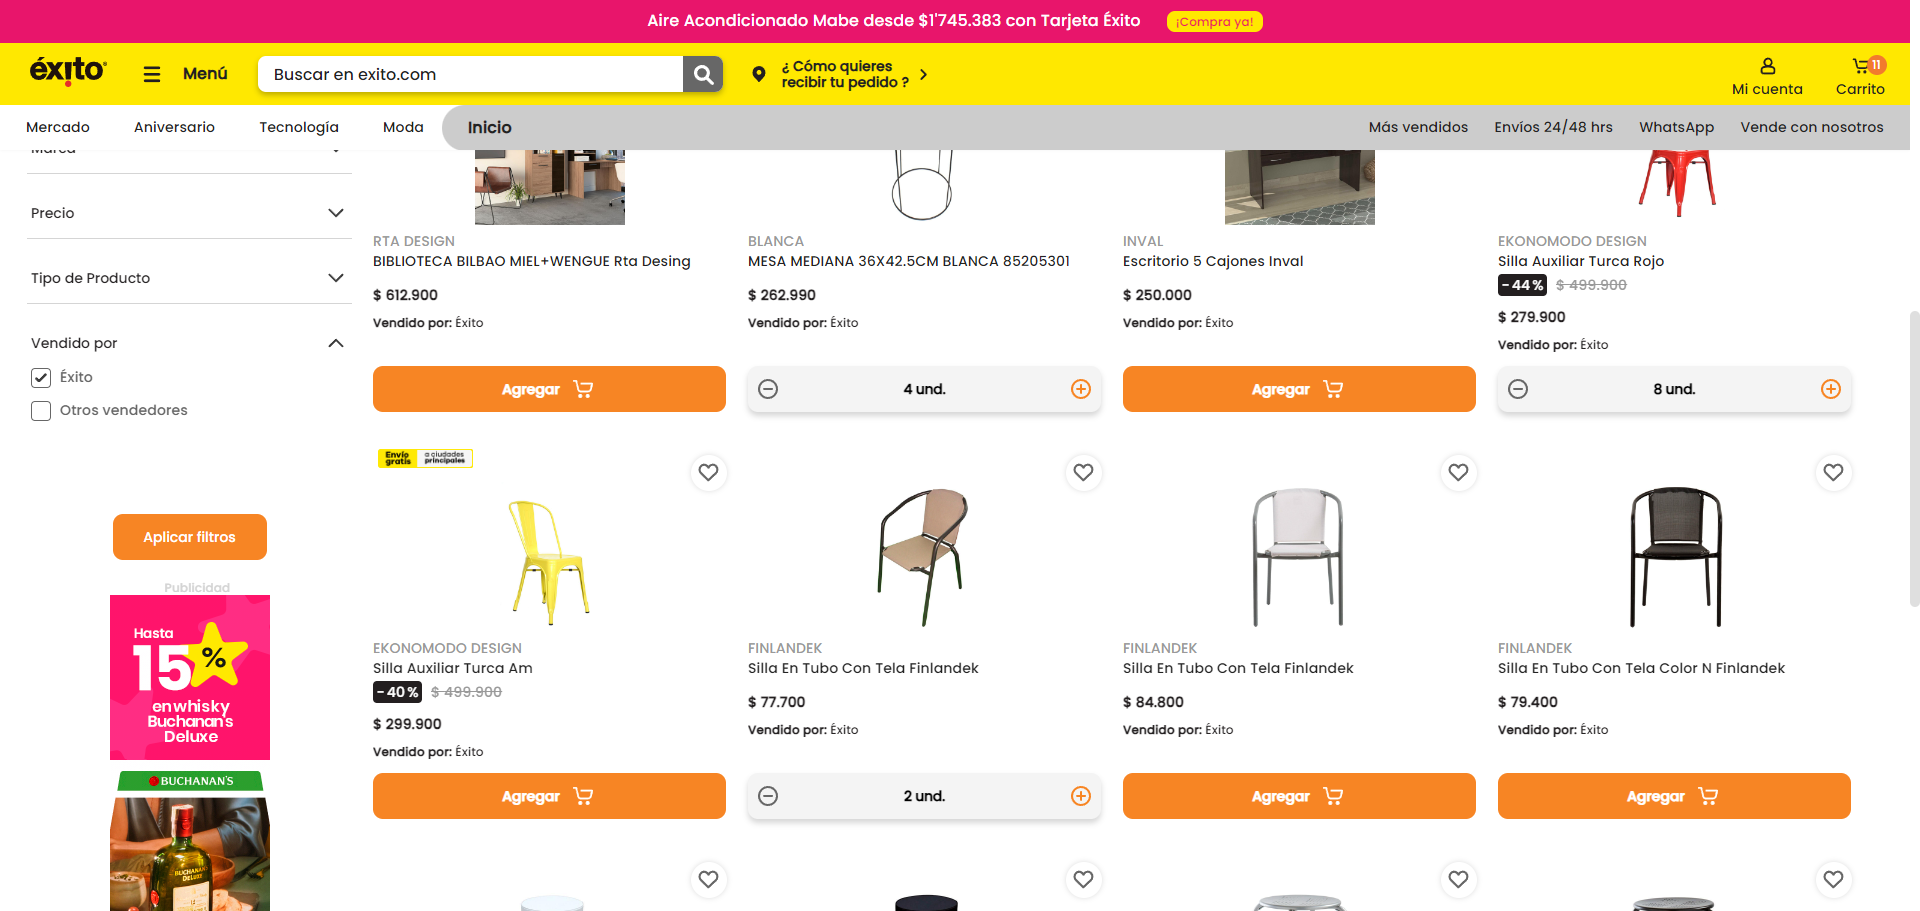 Aire Acondicionado Mabe desde $1'745.383 con Tarjeta Éxito
¡Compra ya!
éxito
Menú
Buscar en exito.com
¿ Cómo quieres
recibir tu pedido ?
Mi cuenta
11
Carrito
Mercado
Aniversario
Tecnología
Moda
Inicio
Más vendidos
Envíos 24/48 hrs
WhatsApp
Vende con nosotros
Marca
Precio
Tipo de Producto
Vendido por
Éxito
Otros vendedores
Aplicar filtros
Publicidad
Hasta
15%
en whisky
Buchanan's
Deluxe
BUCHANAN'S
BUCHANAN'S
DELUXE
12
RTA DESIGN
BIBLIOTECA BILBAO MIEL+WENGUE Rta Desing
$ 612.900
Vendido por: Éxito
Agregar
BLANCA
MESA MEDIANA 36X42.5CM BLANCA 85205301
$ 262.990
Vendido por: Éxito
4 und.
INVAL
Escritorio 5 Cajones Inval
$ 250.000
Vendido por: Éxito
Agregar
EKONOMODO DESIGN
Silla Auxiliar Turca Rojo
- 44 % $ 499.900
$ 279.900
Vendido por: Éxito
8 und.
Envío
gratis
a ciudades
principales
EKONOMODO DESIGN
Silla Auxiliar Turca Am
- 40 % $ 499.900
$ 299.900
Vendido por: Éxito
Agregar
FINLANDEK
Silla En Tubo Con Tela Finlandek
$ 77.700
Vendido por: Éxito
2 und.
FINLANDEK
Silla En Tubo Con Tela Finlandek
$ 84.800
Vendido por: Éxito
Agregar
FINLANDEK
Silla En Tubo Con Tela Color N Finlandek
$ 79.400
Vendido por: Éxito
Agregar